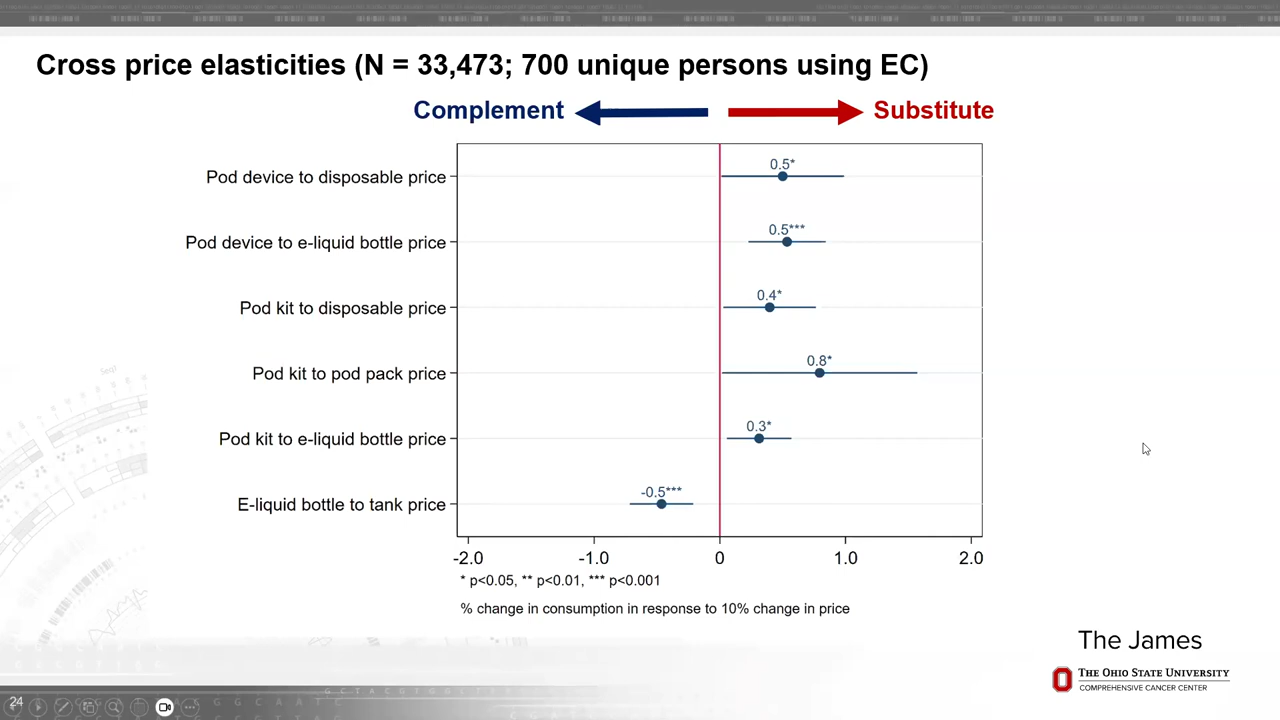 Cross price elasticities (N = 33,473; 700 unique persons using EC)
Complement
Substitute
Pod device to disposable price
0.5*
Pod device to e-liquid bottle price
0.5***
Pod kit to disposable price
0.4*
Pod kit to pod pack price
0.8*
Pod kit to e-liquid bottle price
0.3*
E-liquid bottle to tank price
-0.5***
-2.0 -1.0 0 1.0 2.0
* p<0.05, ** p<0.01, *** p<0.001
% change in consumption in response to 10% change in price
The James
THE OHIO STATE UNIVERSITY
COMPREHENSIVE CANCER CENTER
Seq1
24